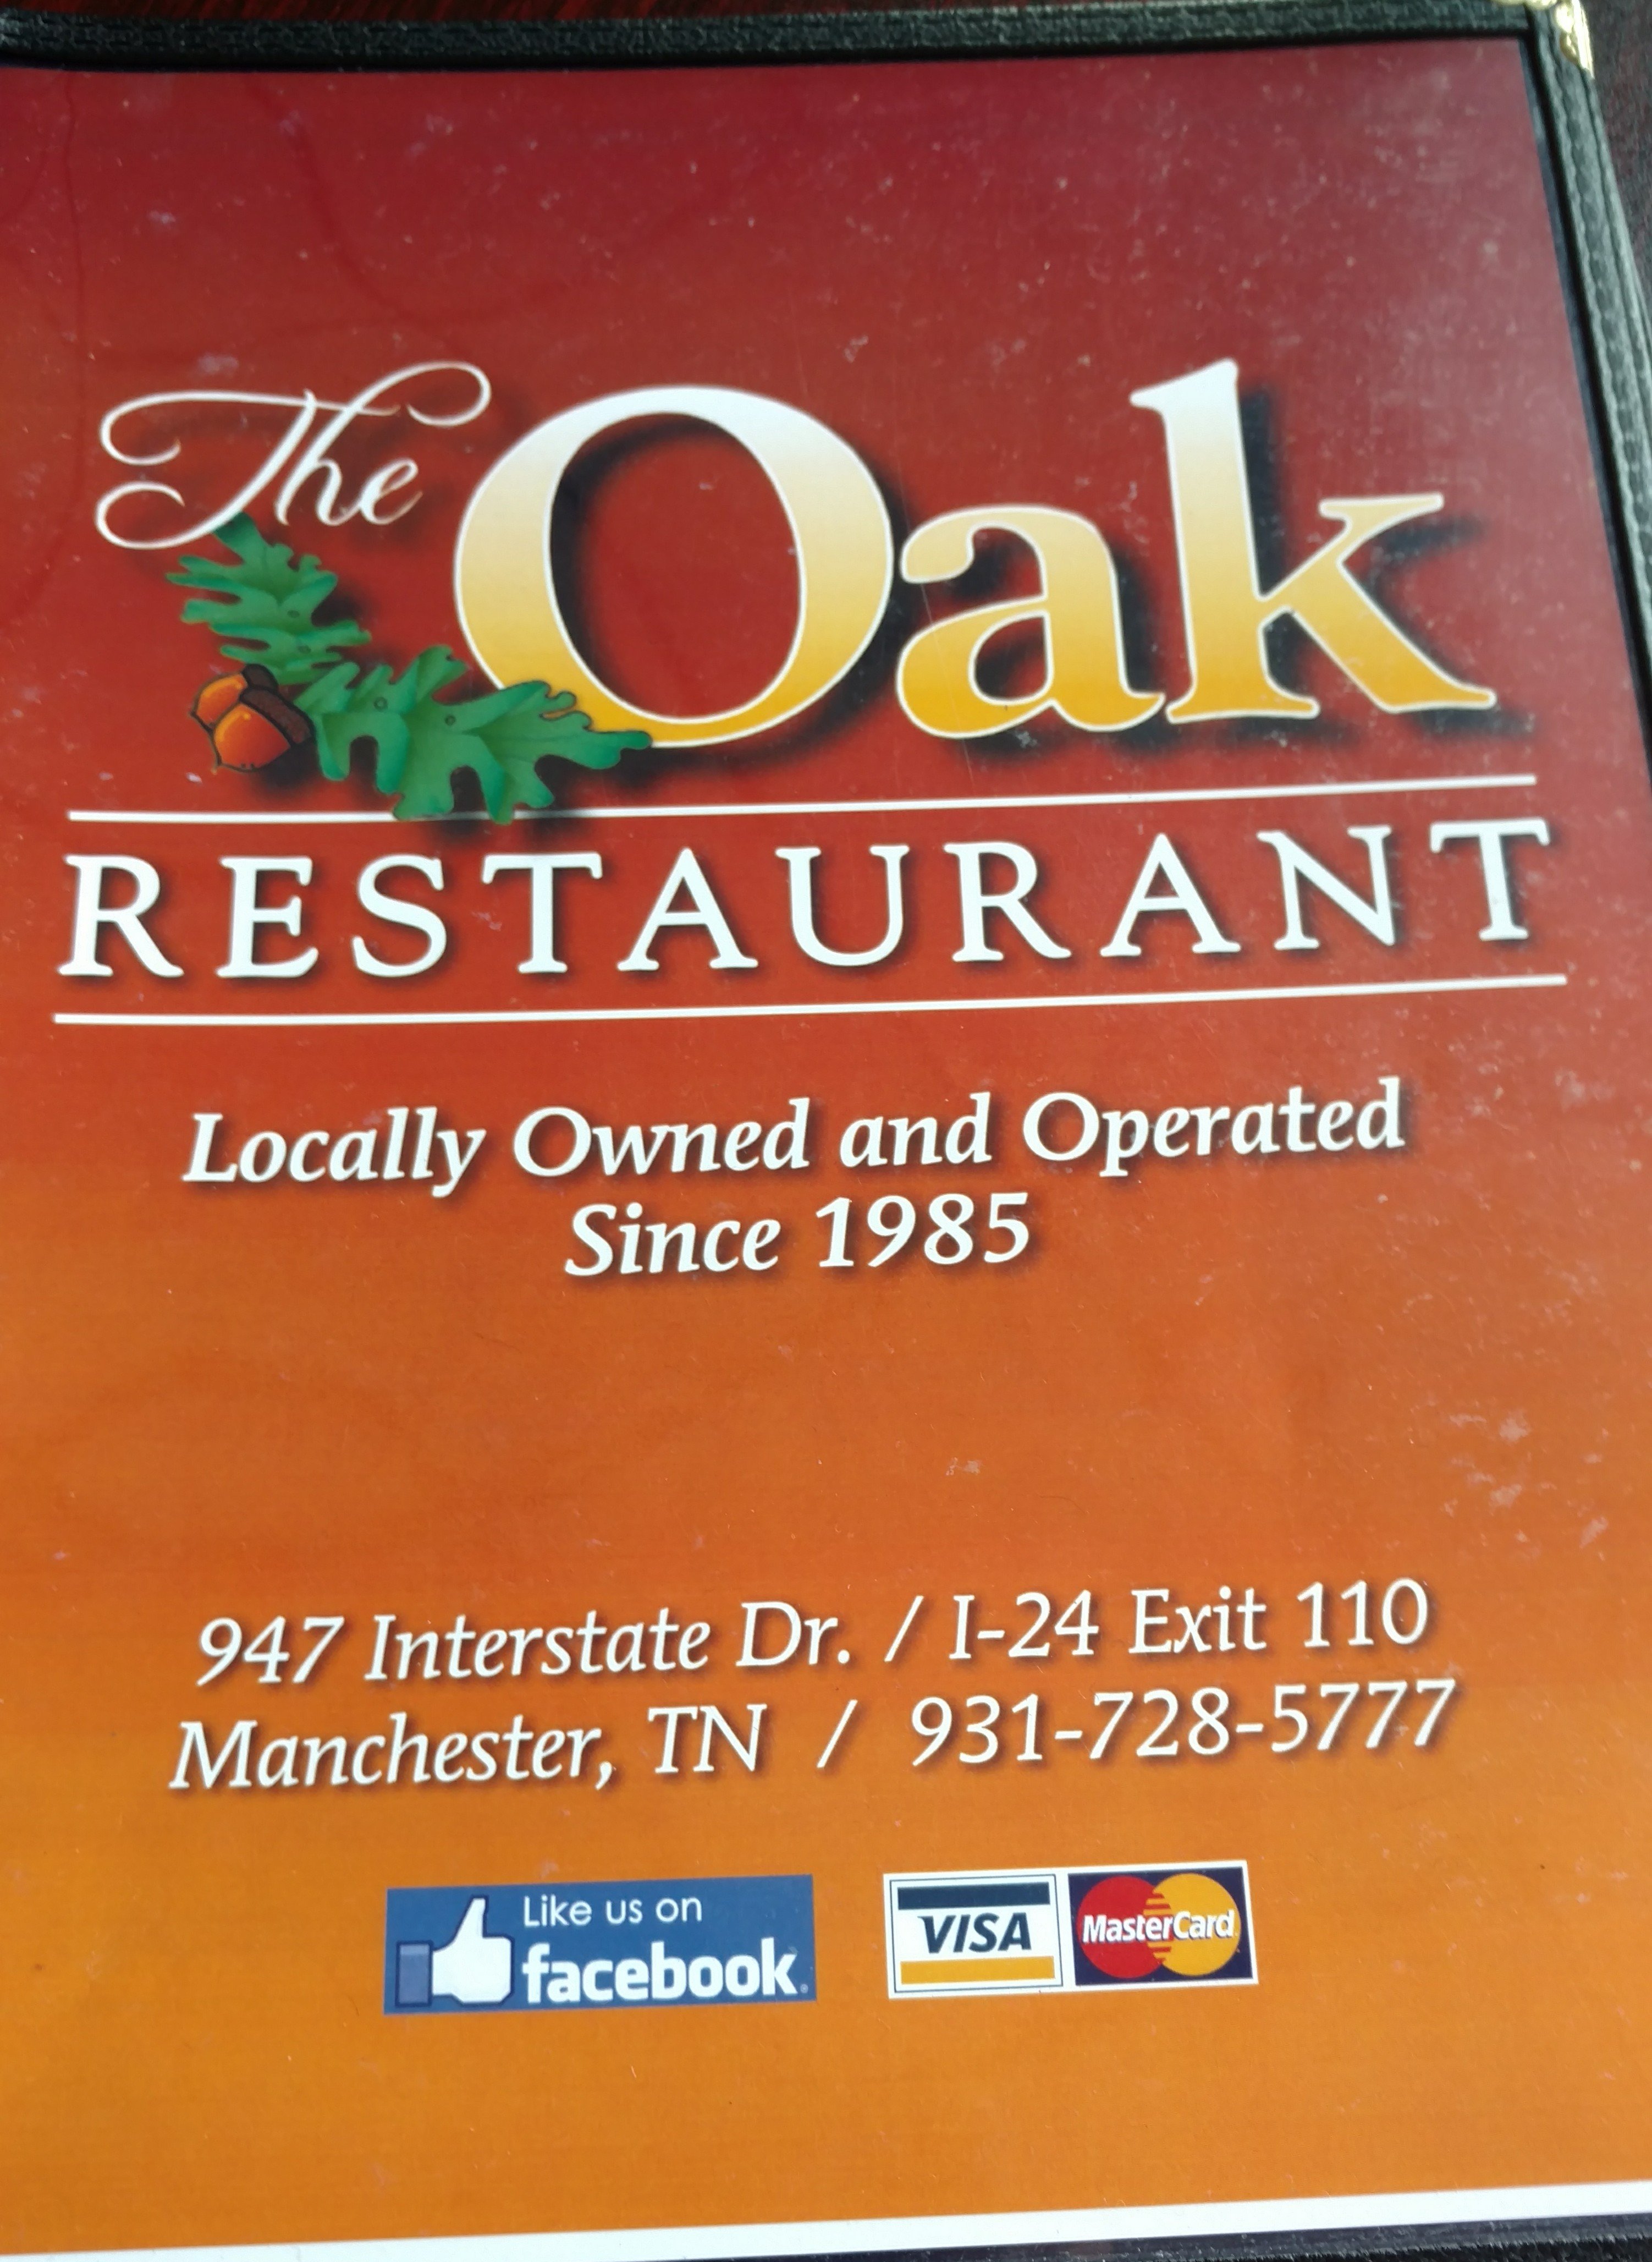 The Oak
RESTAURANT
Locally Owned and Operated
Since 1985
947 Interstate Dr. / I-24 Exit 110
Manchester, TN / 931-728-5777
Like us on
facebook
VISA
MasterCard